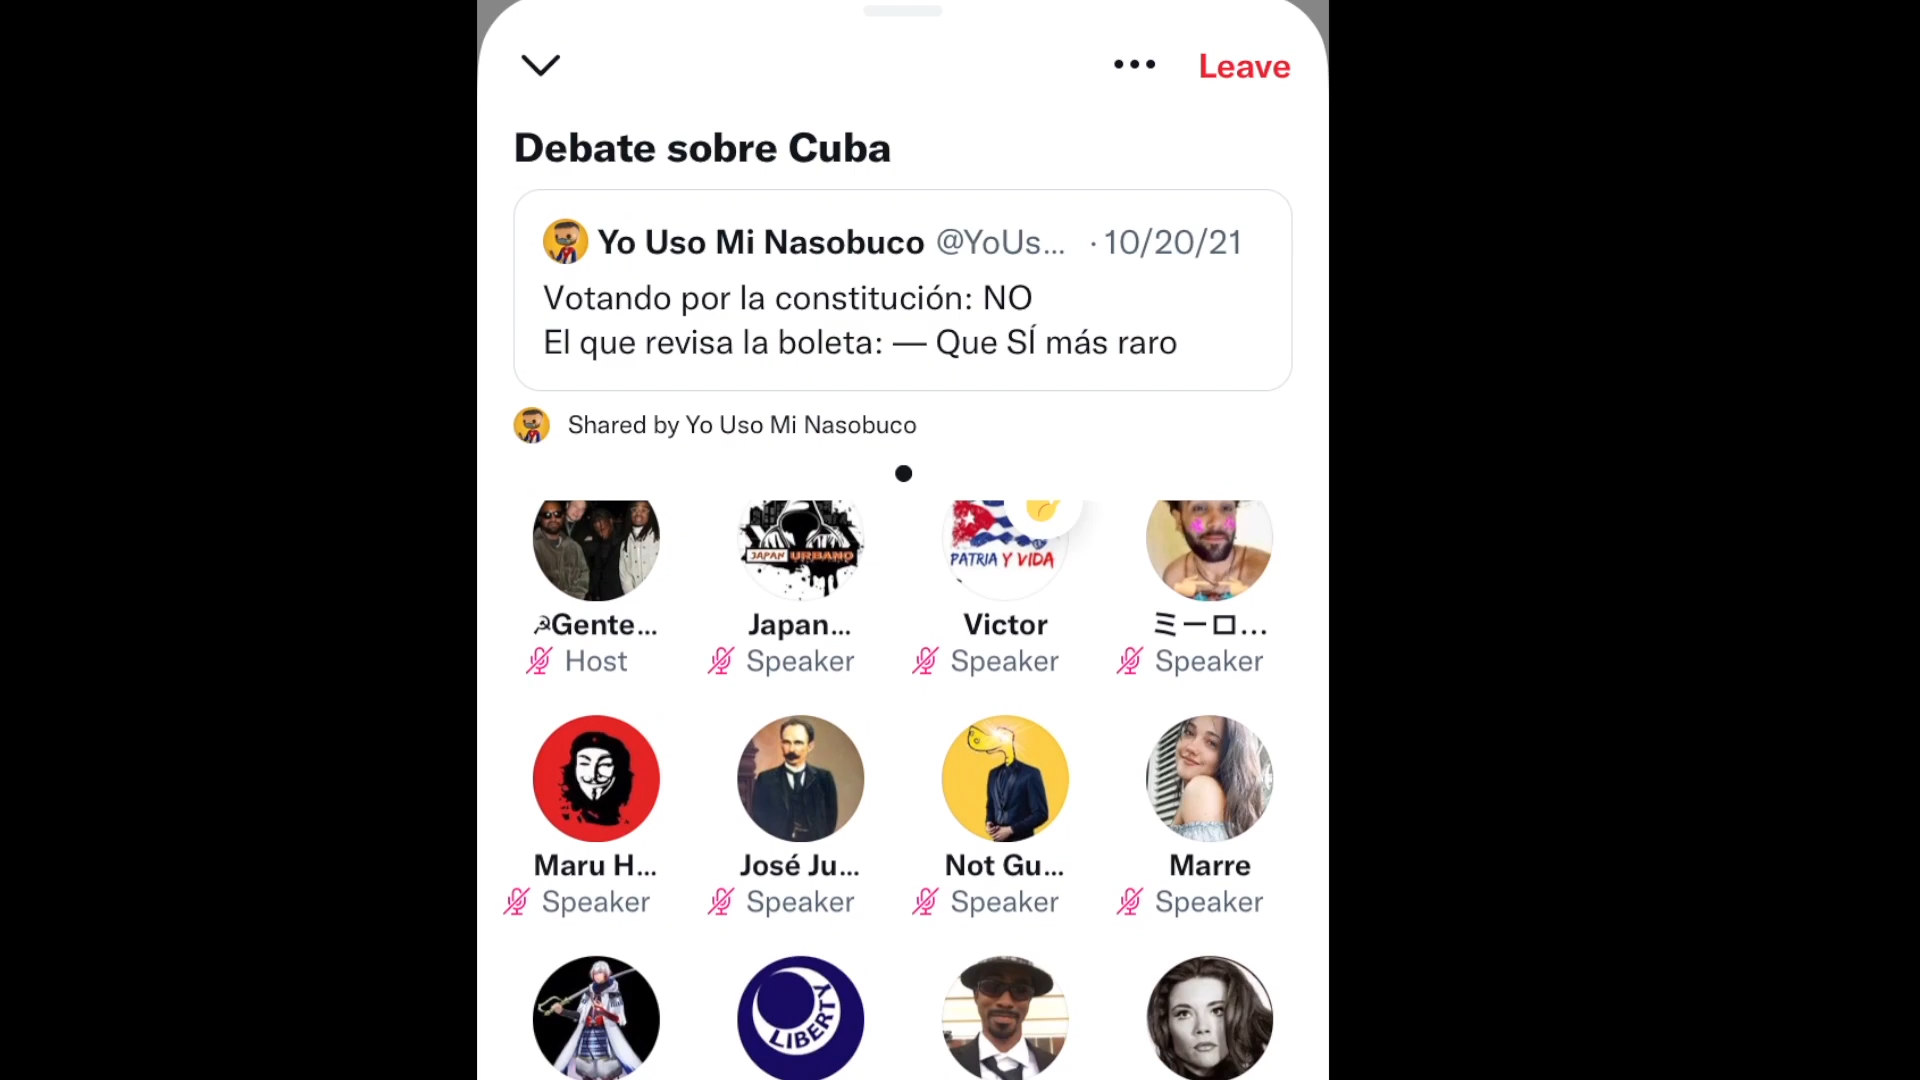 Leave
Debate sobre Cuba
Yo Uso Mi Nasobuco @YoUs... · 10/20/21
Votando por la constitución: NO
El que revisa la boleta: — Que SÍ más raro
Shared by Yo Uso Mi Nasobuco
JAPAN URBANO
PATRIA Y VIDA
☭Gente...
Japan...
Victor
ミーロ...
Host
Speaker
Speaker
Speaker
Maru H...
José Ju...
Not Gu...
Marre
Speaker
Speaker
Speaker
Speaker
LIBERTY